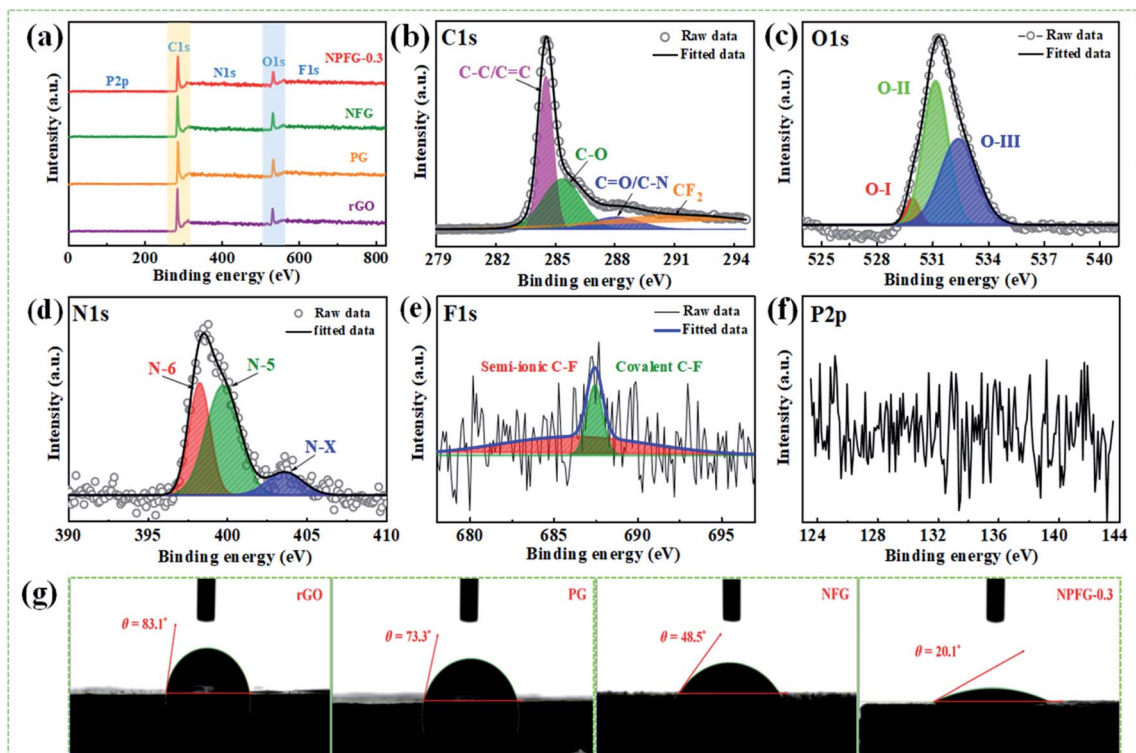 (a)
C1s
O1s
P2p
N1s
F1s
NPFG-0.3
NFG
PG
rGO
Intensity (a.u.)
0 200 400 600 800
Binding energy (eV)
(b) C1s
Raw data
Fitted data
C-C/C=C
C-O
C=O/C-N
CF2
Intensity (a.u.)
279 282 285 288 291 294
Binding energy (eV)
(c) O1s
Raw data
Fitted data
O-II
O-III
O-I
Intensity (a.u.)
525 528 531 534 537 540
Binding energy (eV)
(d) N1s
Raw data
fitted data
N-6
N-5
N-X
Intensity (a.u.)
390 395 400 405 410
Binding energy (eV)
(e) F1s
Raw data
Fitted data
Semi-ionic C-F
Covalent C-F
Intensity (a.u.)
680 685 690 695
Binding energy (eV)
(f) P2p
Intensity (a.u.)
124 128 132 136 140 144
Binding energy (eV)
(g)
rGO
θ = 83.1°
PG
θ = 73.3°
NFG
θ = 48.5°
NPFG-0.3
θ = 20.1°